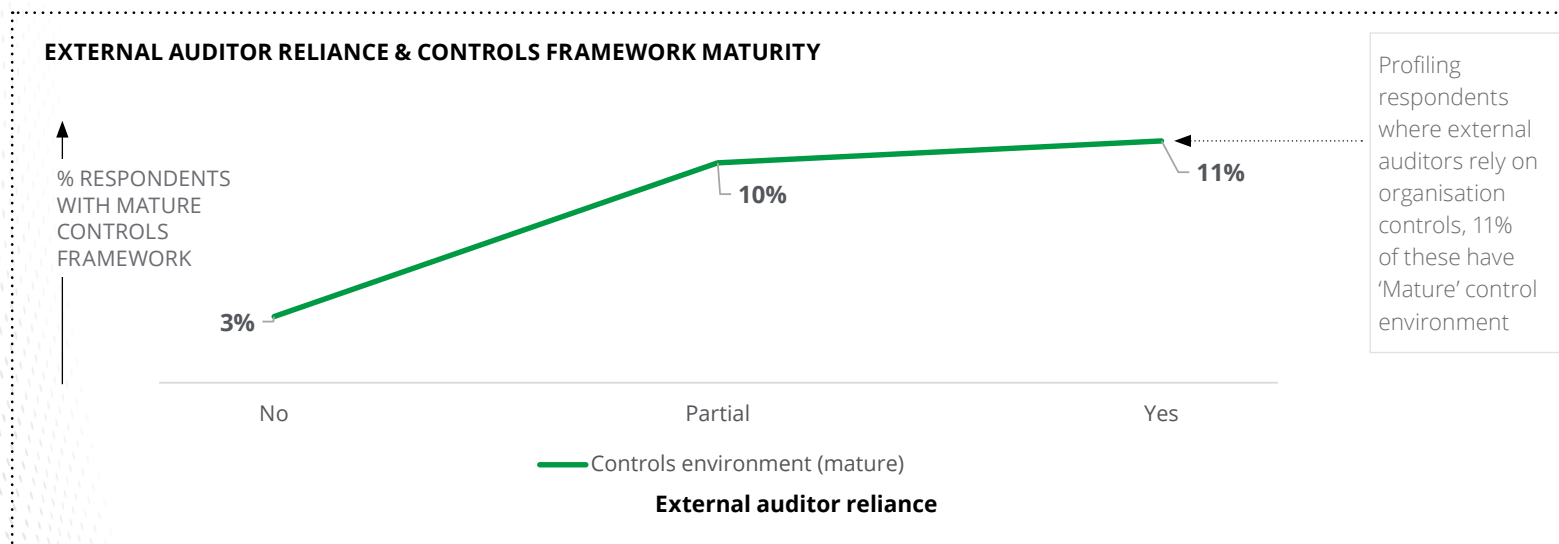 EXTERNAL AUDITOR RELIANCE & CONTROLS FRAMEWORK MATURITY
% RESPONDENTS
WITH MATURE
CONTROLS
FRAMEWORK
3%
10%
11%
No
Partial
Yes
Controls environment (mature)
External auditor reliance
Profiling
respondents
where external
auditors rely on
organisation
controls, 11%
of these have
‘Mature’ control
environment